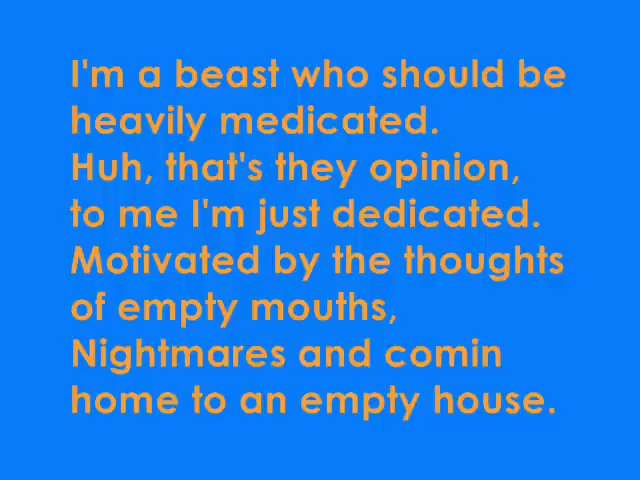 I'm a beast who should be
heavily medicated.
Huh, that's they opinion,
to me I'm just dedicated.
Motivated by the thoughts
of empty mouths,
Nightmares and comin
home to an empty house.